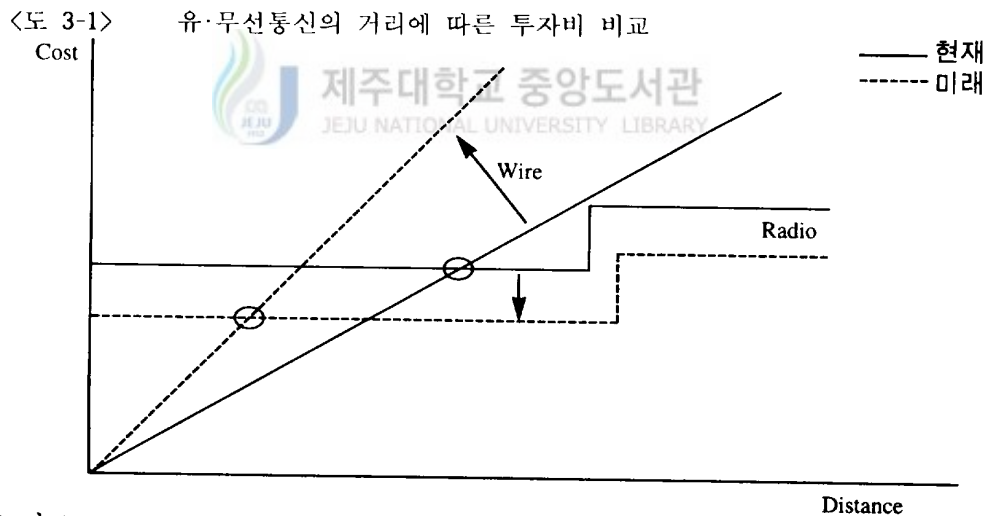 <도 3-1> 유·무선통신의 거리에 따른 투자비 비교
Cost
현재
미래
제주대학교 중앙도서관
JEJU NATIONAL UNIVERSITY LIBRARY
JEJU
1952
Wire
Radio
Distance